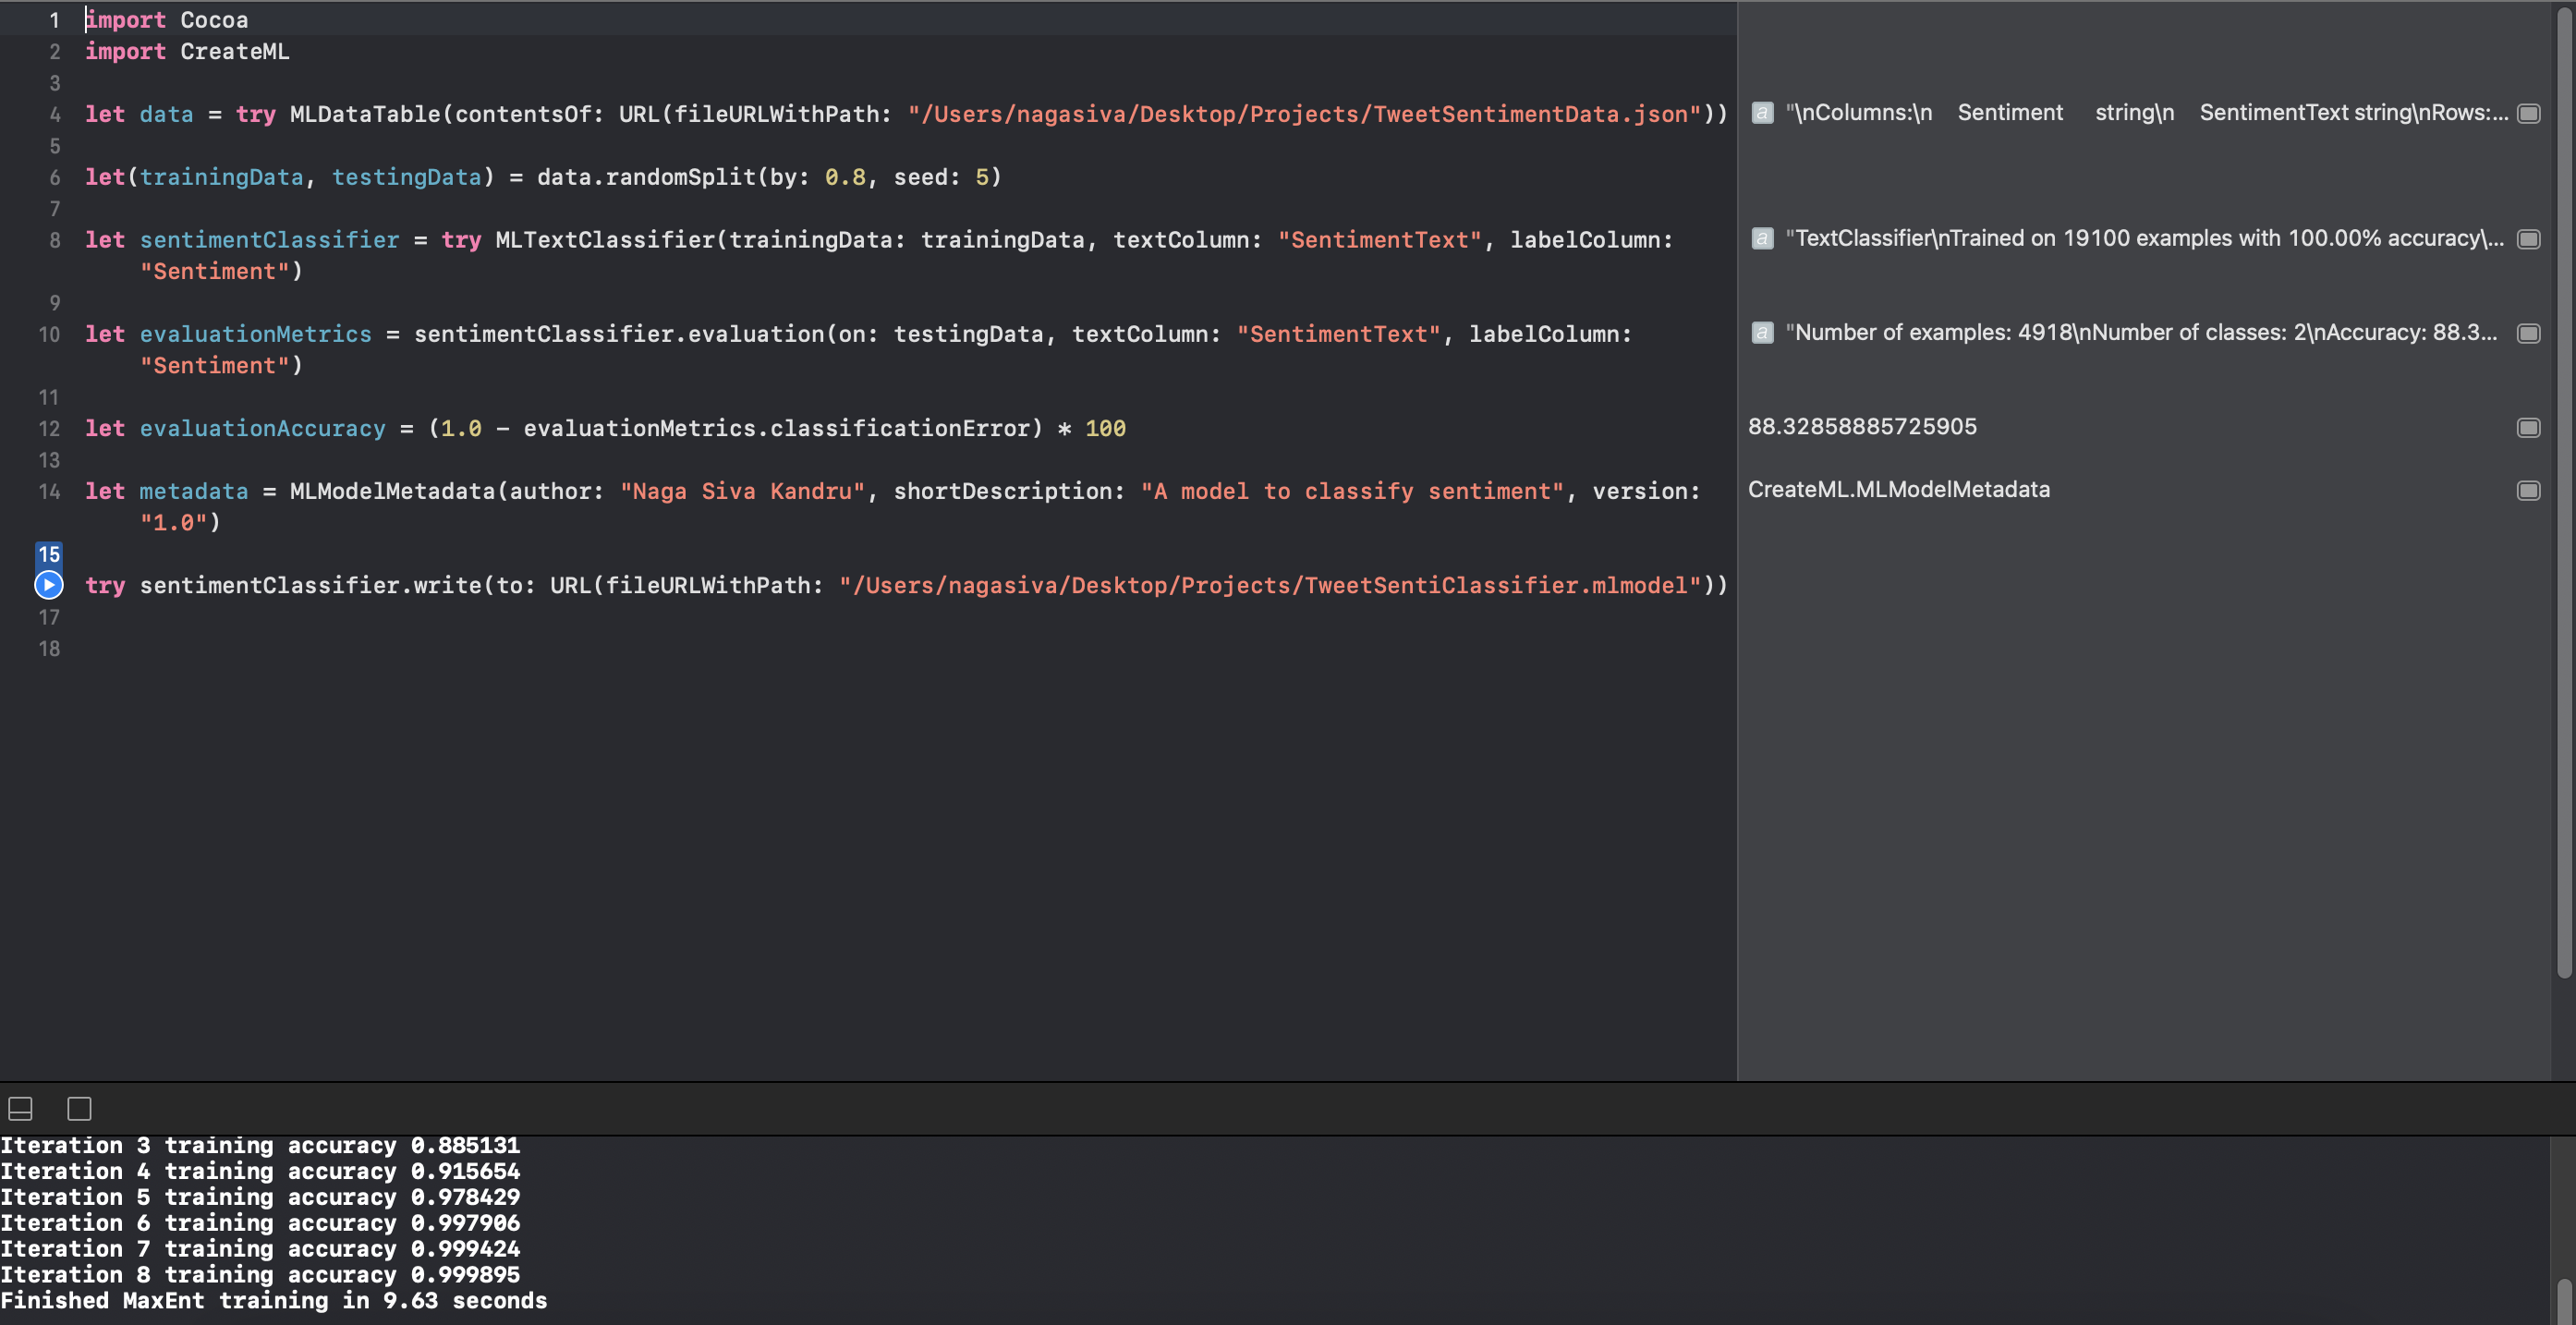 1 import Cocoa
2 import CreateML
3
4 let data = try MLDataTable(contentsOf: URL(fileURLWithPath: "/Users/nagasiva/Desktop/Projects/TweetSentimentData.json")) a "\nColumns:\n Sentiment string\n SentimentText string\nRows:...
5
6 let(trainingData, testingData) = data.randomSplit(by: 0.8, seed: 5)
7
8 let sentimentClassifier = try MLTextClassifier(trainingData: trainingData, textColumn: "SentimentText", labelColumn: a "TextClassifier\nTrained on 19100 examples with 100.00% accuracy\...
"Sentiment")
9
10 let evaluationMetrics = sentimentClassifier.evaluation(on: testingData, textColumn: "SentimentText", labelColumn: a "Number of examples: 4918\nNumber of classes: 2\nAccuracy: 88.3...
"Sentiment")
11
12 let evaluationAccuracy = (1.0 - evaluationMetrics.classificationError) * 100 88.32858885725905
13
14 let metadata = MLModelMetadata(author: "Naga Siva Kandru", shortDescription: "A model to classify sentiment", version: CreateML.MLModelMetadata
"1.0")
15
try sentimentClassifier.write(to: URL(fileURLWithPath: "/Users/nagasiva/Desktop/Projects/TweetSentiClassifier.mlmodel"))
17
18
Iteration 3 training accuracy 0.885131
Iteration 4 training accuracy 0.915654
Iteration 5 training accuracy 0.978429
Iteration 6 training accuracy 0.997906
Iteration 7 training accuracy 0.999424
Iteration 8 training accuracy 0.999895
Finished MaxEnt training in 9.63 seconds